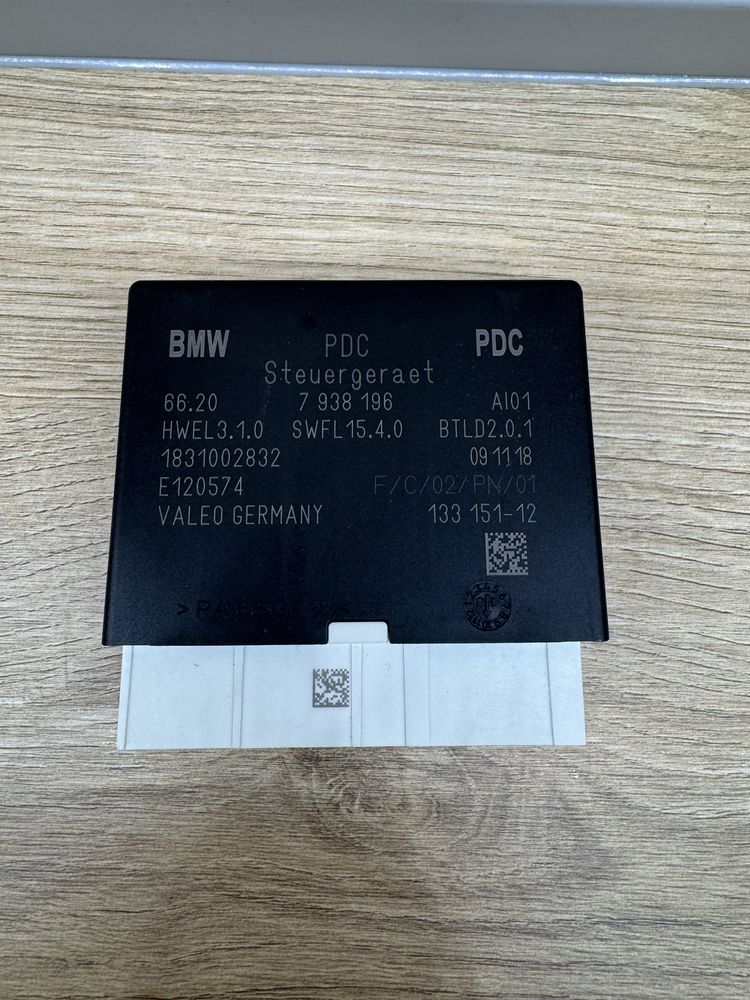 BMW PDC PDC
Steuergeraet
66.20 7 938 196 AI01
HWEL3.1.0 SWFL15.4.0 BTLD2.0.1
1831002832 09 11 18
E120574 F/C/02/PN/01
VALEO GERMANY 133 151-12